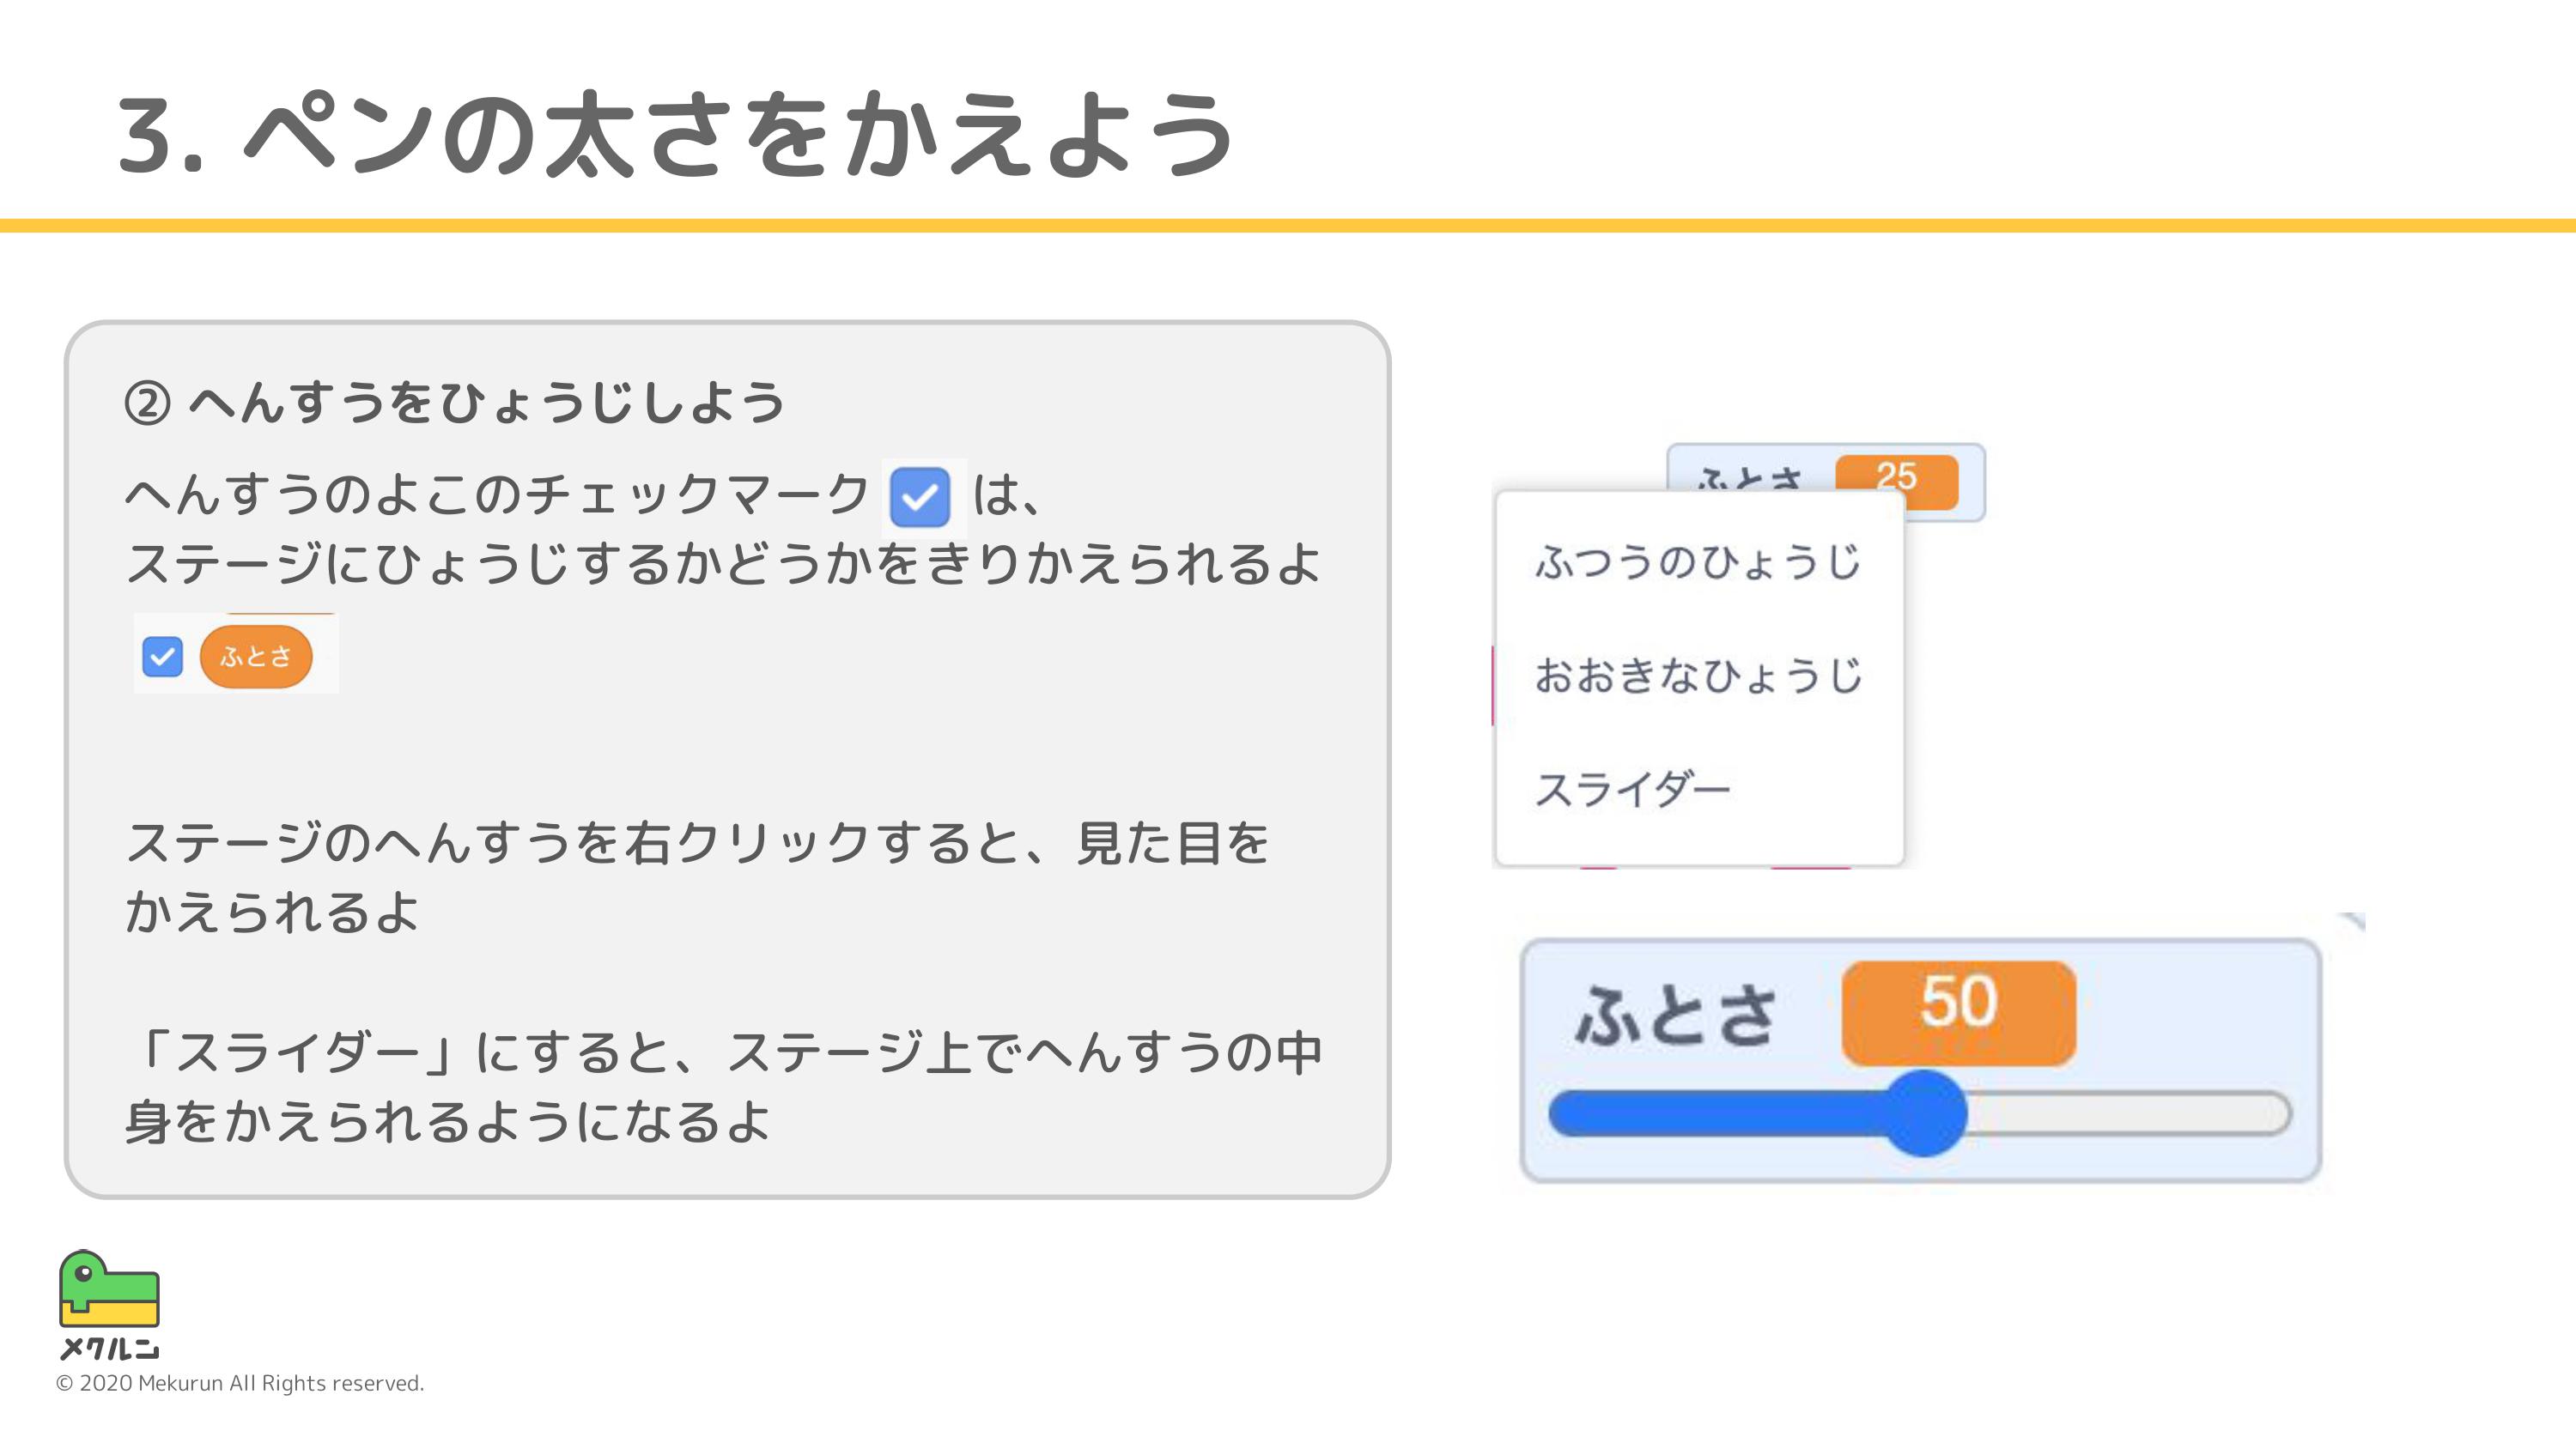 3. ペンの太さをかえよう
② へんすうをひょうじしよう
へんすうのよこのチェックマーク は、
ステージにひょうじするかどうかをきりかえられるよ
ふとさ
ステージのへんすうを右クリックすると、見た目を
かえられるよ
「スライダー」にすると、ステージ上でへんすうの中
身をかえられるようになるよ
ふとさ 25
ふつうのひょうじ
おおきなひょうじ
スライダー
ふとさ 50
メクルン
© 2020 Mekurun All Rights reserved.